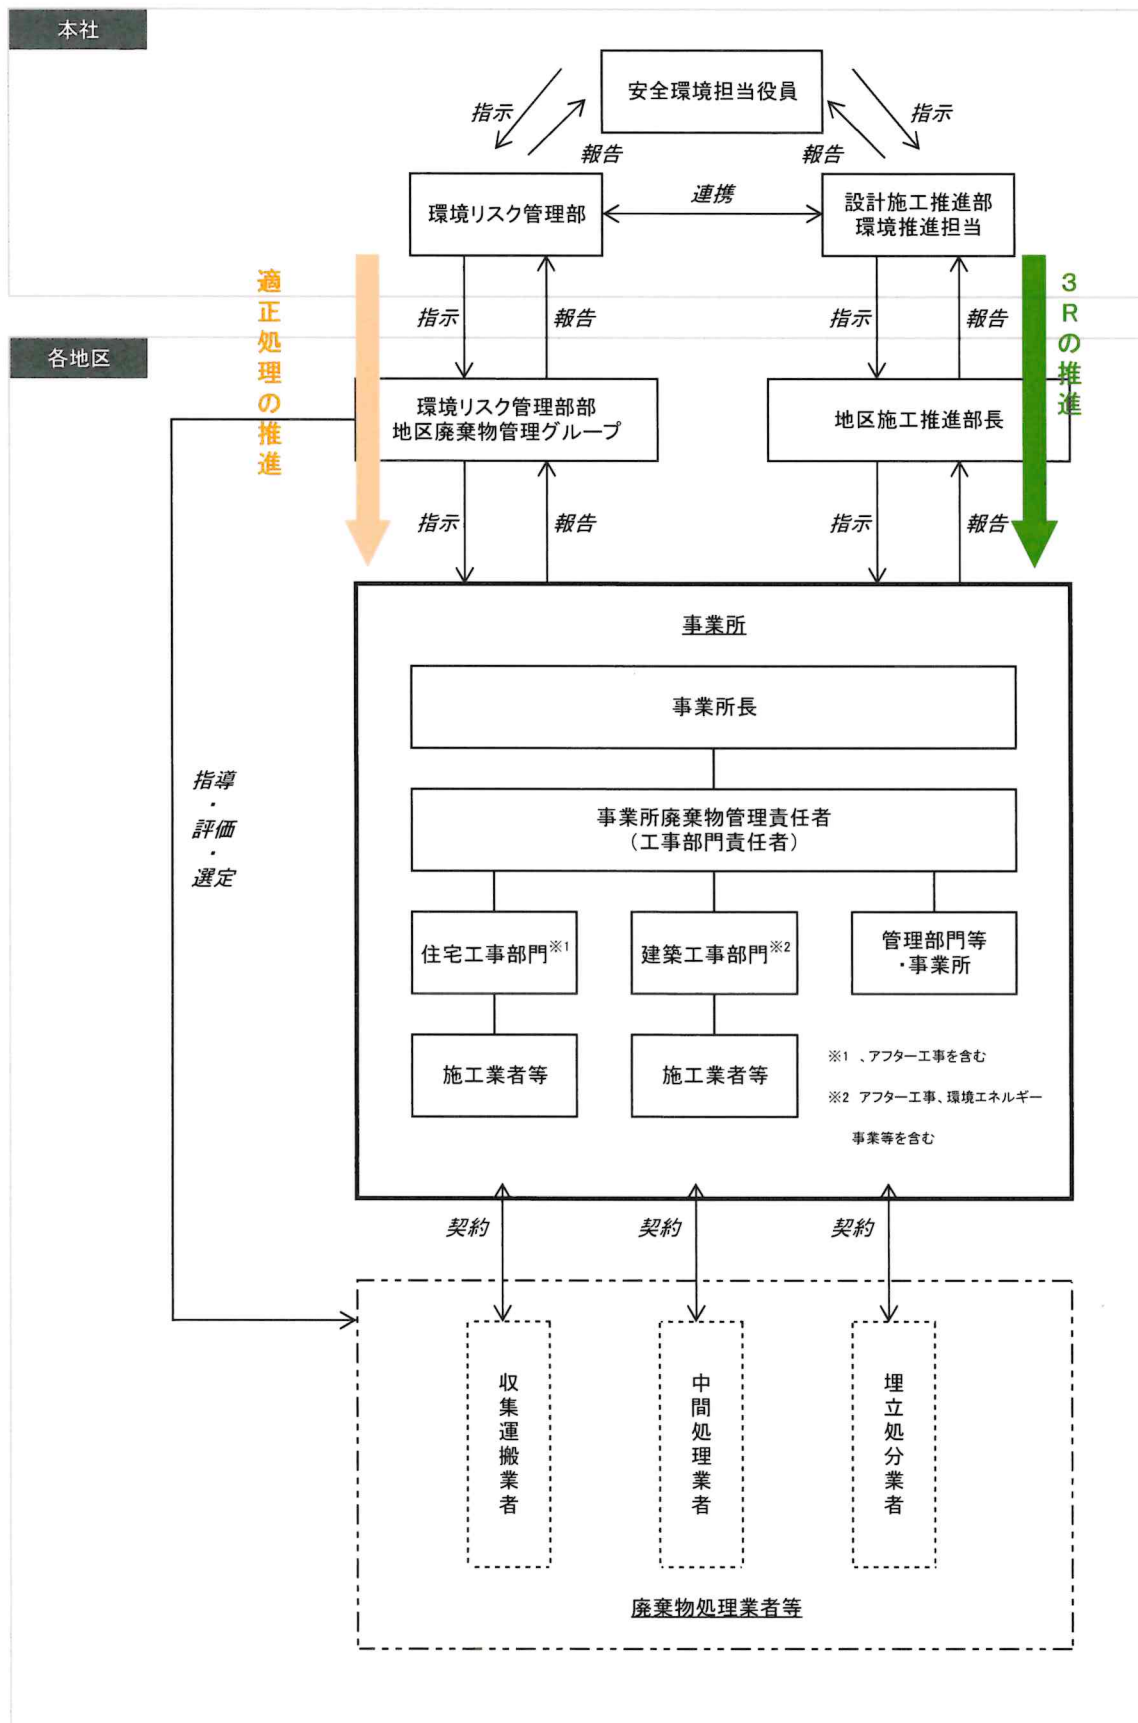 本社
安全環境担当役員
指示
報告
報告
指示
環境リスク管理部
連携
設計施工推進部
環境推進担当
適正処理の推進
指示
報告
指示
報告
3Rの推進
各地区
環境リスク管理部部
地区廃棄物管理グループ
地区施工推進部長
指示
報告
指示
報告
事業所
事業所長
指導
・
評価
・
選定
事業所廃棄物管理責任者
(工事部門責任者)
住宅工事部門※1
建築工事部門※2
管理部門等
・事業所
施工業者等
施工業者等
※1 、アフター工事を含む
※2 アフター工事、環境エネルギー
事業等を含む
契約
契約
契約
収集運搬業者
中間処理業者
埋立処分業者
廃棄物処理業者等